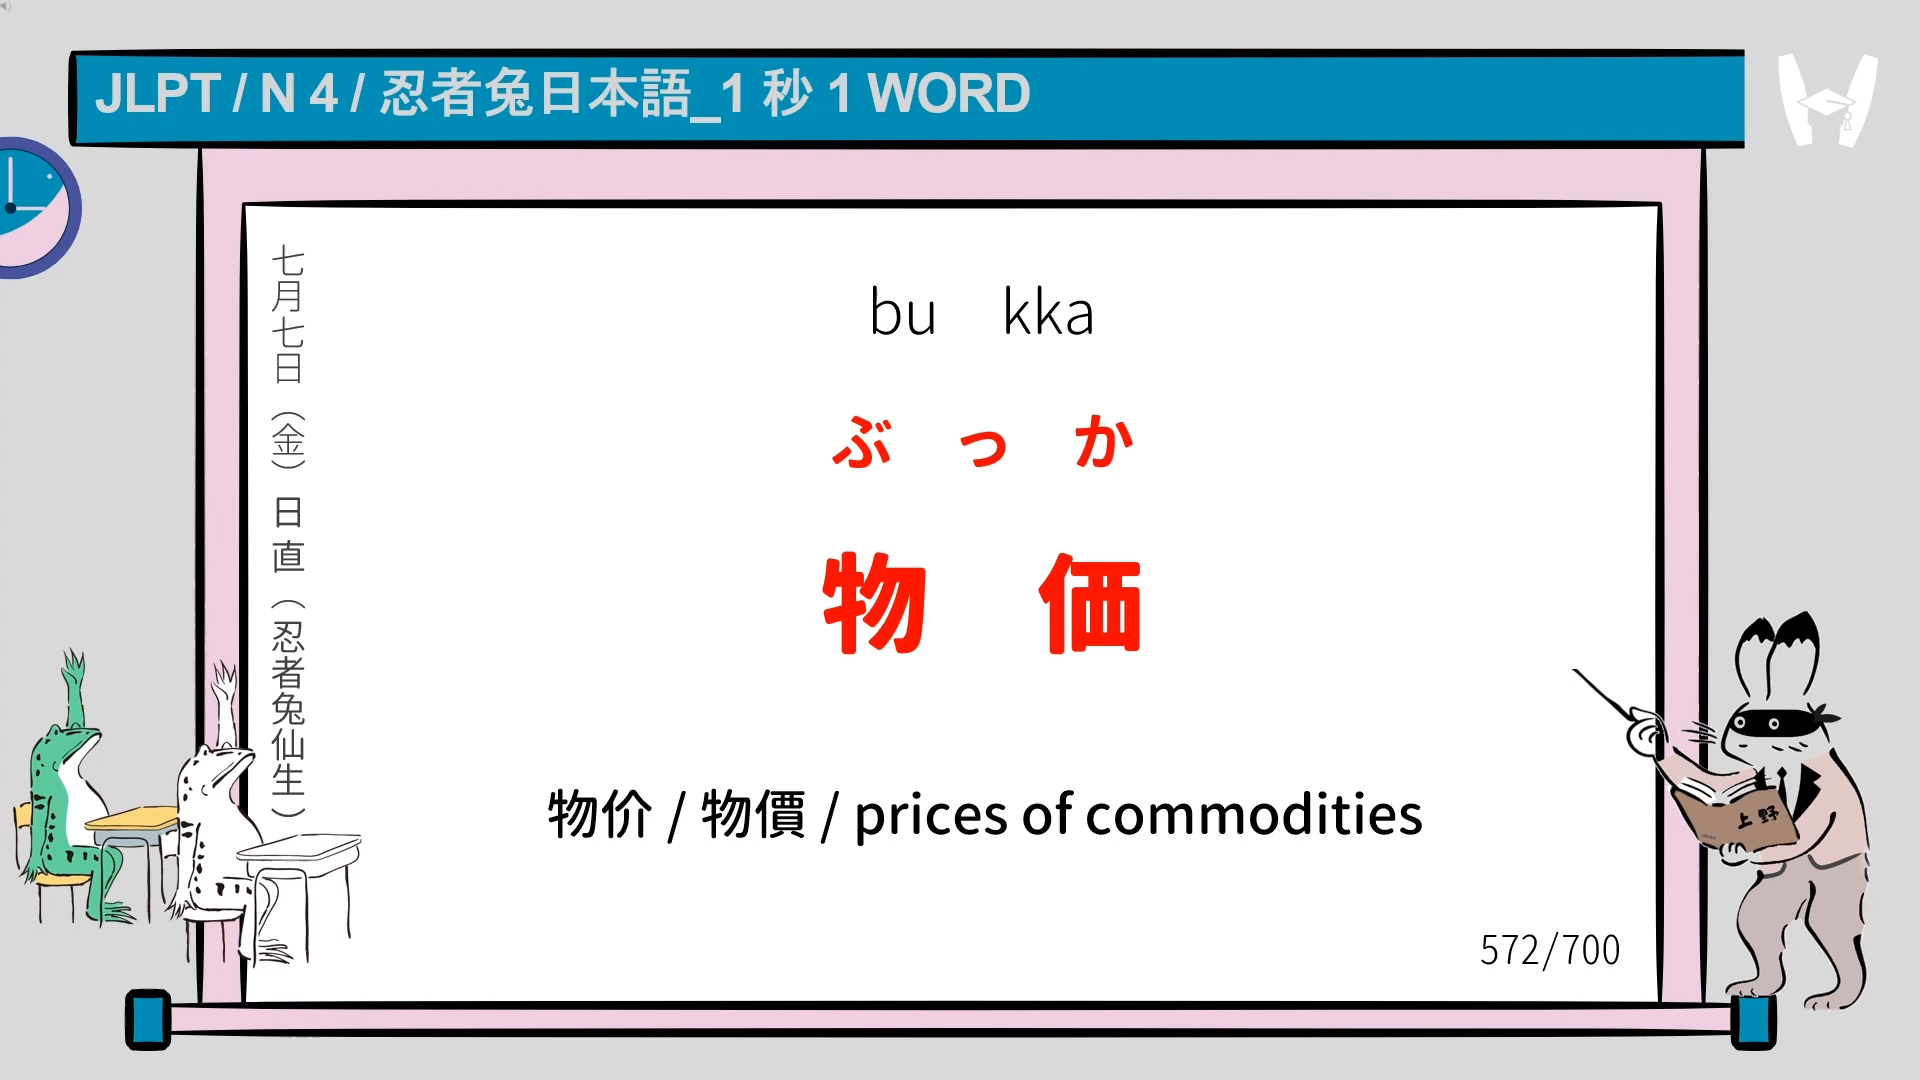 JLPT / N 4 / 忍者兔日本語_1 秒 1 WORD
七月七日（金）日直（忍者兔仙生）
bu kka
ぶ っ か
物 価
物价 / 物價 / prices of commodities
上野
572/700